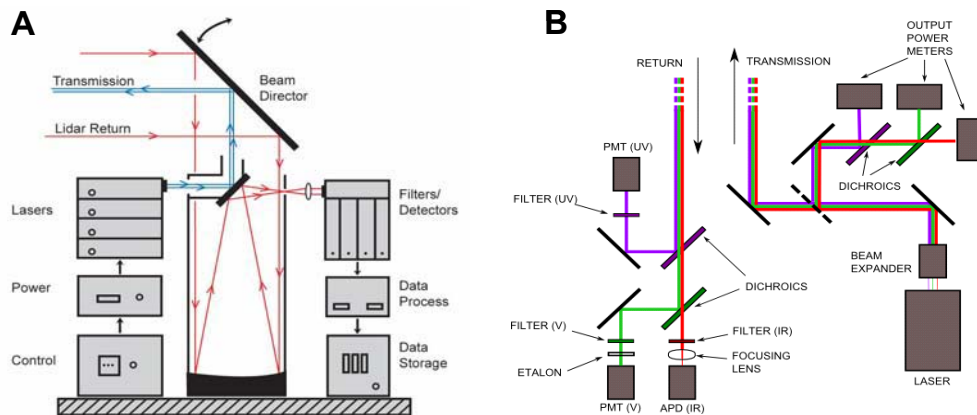 A
Transmission
Beam
Director
Lidar Return
Lasers
Filters/
Detectors
Power
Data
Process
Control
Data
Storage
B
RETURN
TRANSMISSION
OUTPUT
POWER
METERS
PMT (UV)
FILTER (UV)
DICHROICS
DICHROICS
BEAM
EXPANDER
FILTER (V)
FILTER (IR)
ETALON
FOCUSING
LENS
LASER
PMT (V)
APD (IR)